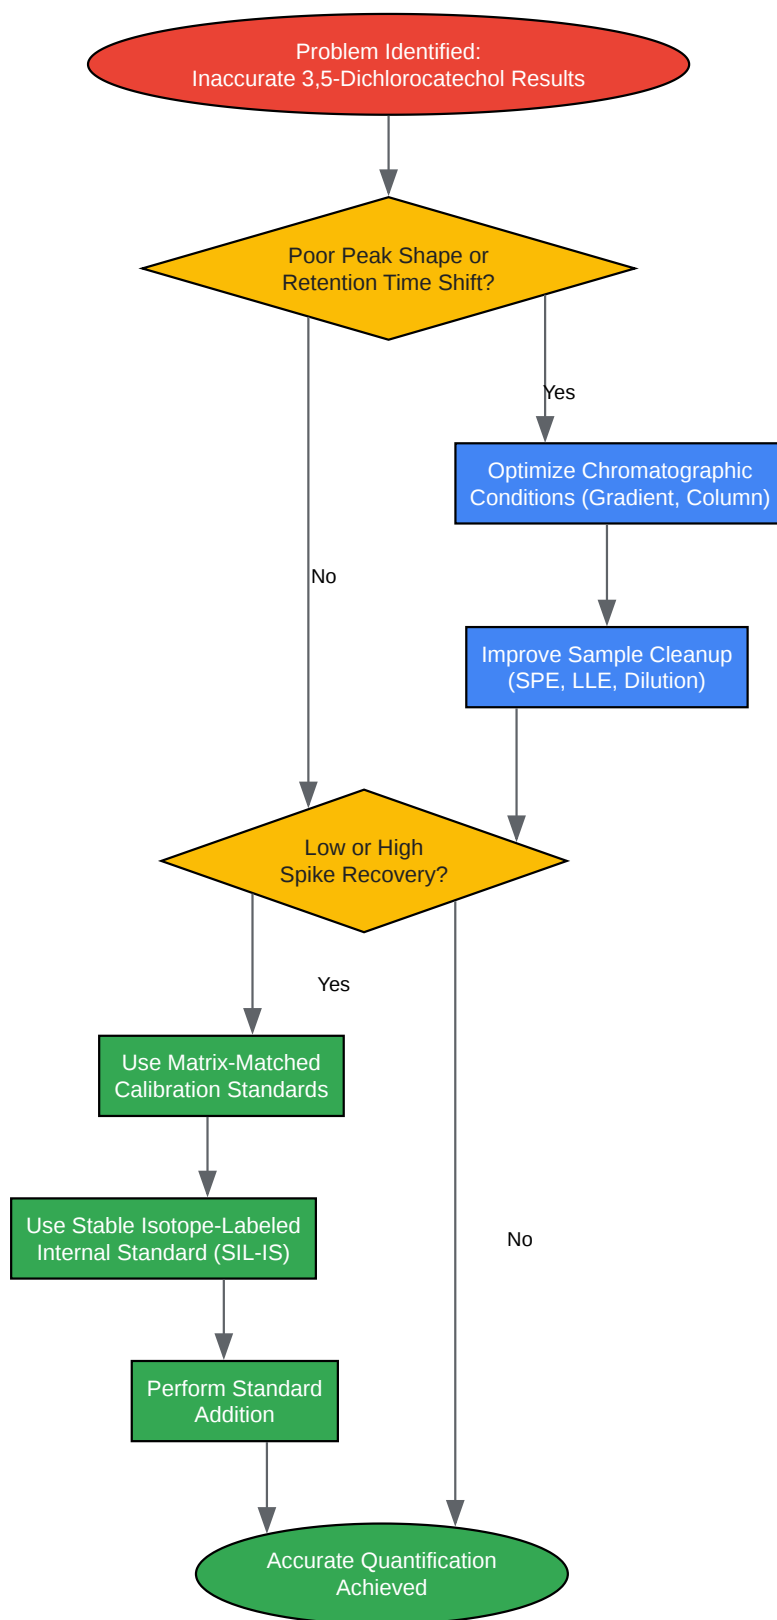 Problem Identified:
Inaccurate 3,5-Dichlorocatechol Results
Poor Peak Shape or
Retention Time Shift?
Yes
Optimize Chromatographic
Conditions (Gradient, Column)
No
Improve Sample Cleanup
(SPE, LLE, Dilution)
Low or High
Spike Recovery?
Yes
Use Matrix-Matched
Calibration Standards
Use Stable Isotope-Labeled
Internal Standard (SIL-IS)
No
Perform Standard
Addition
Accurate Quantification
Achieved